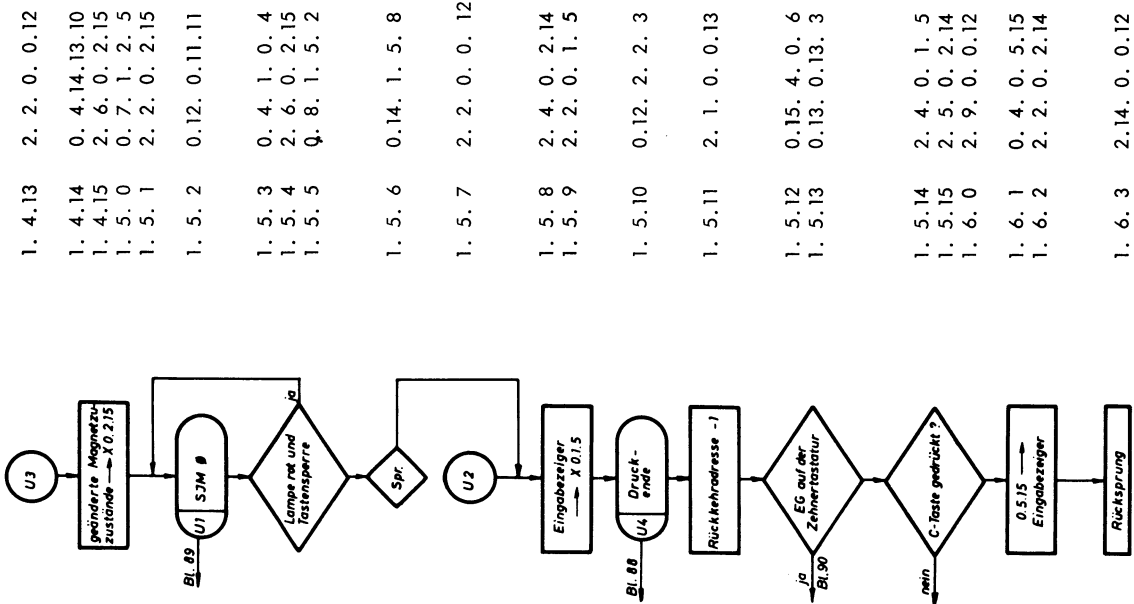 U3
geänderte Magnetzu-
zustände → X 0.2.15
Bl. 89
U1 SJM Ø
Lampe rot und
Tastensperre
ja
Spr.
U2
Eingabezeiger
→ X 0.1.5
Bl. 88
U4 Druck-
ende
Rückkehradresse -1
EG auf der
Zehnertastatur
ja
Bl. 90
C-Taste gedrückt ?
nein
0.5.15 →
Eingabezeiger
Rücksprung
1. 4.13 2. 2. 0. 0.12
1. 4.14 0. 4.14.13.10
1. 4.15 2. 6. 0. 2.15
1. 5. 0 0. 7. 1. 2. 5
1. 5. 1 2. 2. 0. 2.15
1. 5. 2 0.12. 0.11.11
1. 5. 3 0. 4. 1. 0. 4
1. 5. 4 2. 6. 0. 2.15
1. 5. 5 0. 8. 1. 5. 2
1. 5. 6 0.14. 1. 5. 8
1. 5. 7 2. 2. 0. 0. 12
1. 5. 8 2. 4. 0. 2.14
1. 5. 9 2. 2. 0. 1. 5
1. 5.10 0.12. 2. 2. 3
1. 5.11 2. 1. 0. 0.13
1. 5.12 0.15. 4. 0. 6
1. 5.13 0.13. 0.13. 3
1. 5.14 2. 4. 0. 1. 5
1. 5.15 2. 5. 0. 2.14
1. 6. 0 2. 9. 0. 0.12
1. 6. 1 0. 4. 0. 5.15
1. 6. 2 2. 2. 0. 2.14
1. 6. 3 2.14. 0. 0.12